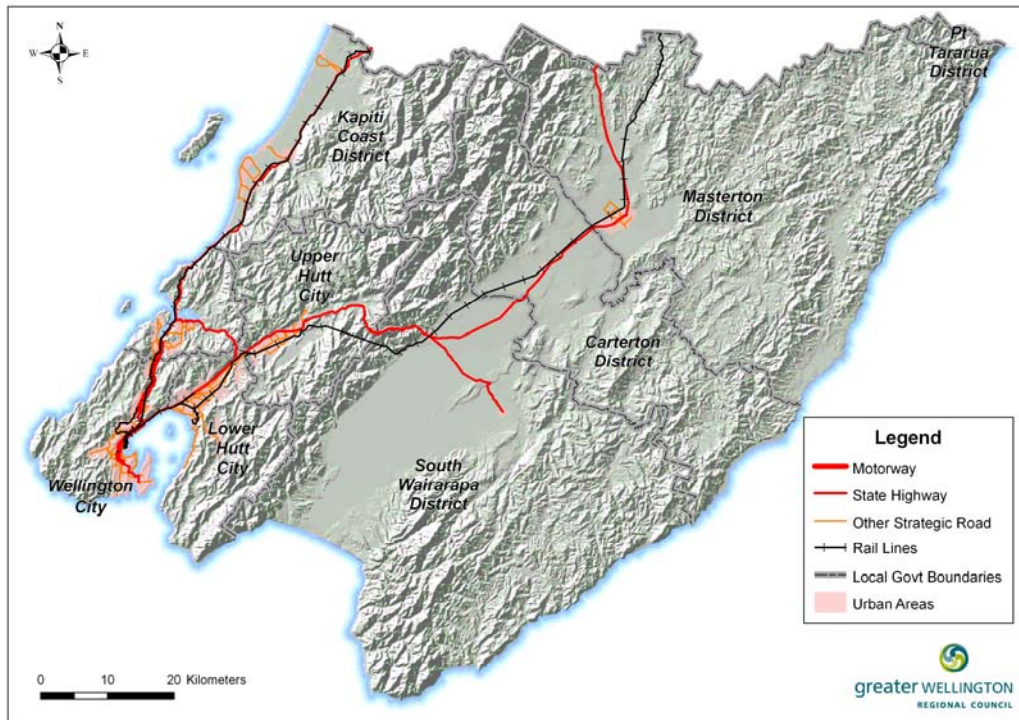 N
W E
S
Pt
Tararua
District
Kapiti
Coast
District
Masterton
District
Upper
Hutt
City
Carterton
District
Lower
Hutt
City
South
Wairarapa
District
Wellington
City
Legend
Motorway
State Highway
Other Strategic Road
Rail Lines
Local Govt Boundaries
Urban Areas
0 10 20 Kilometers
greater WELLINGTON
REGIONAL COUNCIL